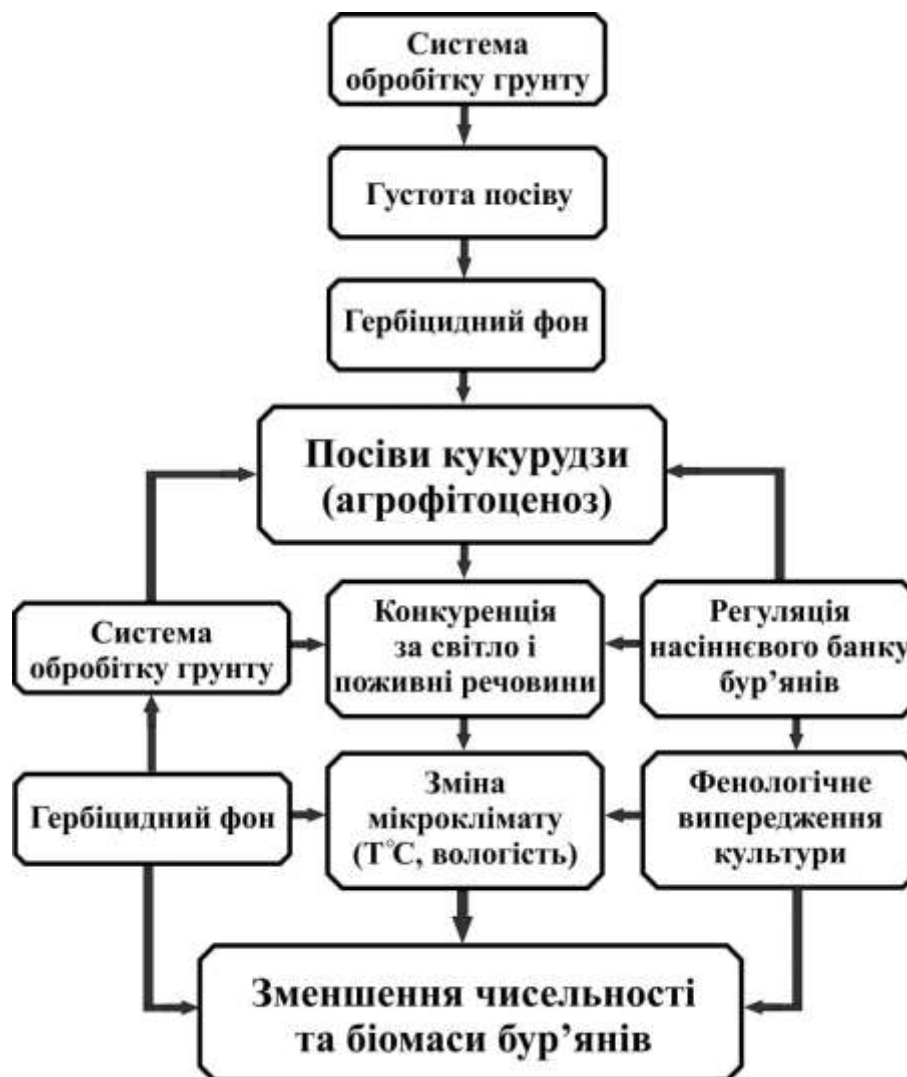 Система
обробітку грунту
Густота посіву
Гербіцидний фон
Посіви кукурудзи
(агрофітоценоз)
Система
обробітку грунту
Конкуренція
за світло і
поживні речовини
Регуляція
насіннєвого банку
бур’янів
Гербіцидний фон
Зміна
мікроклімату
(T°C, вологість)
Фенологічне
випередження
культури
Зменшення чисельності
та біомаси бур’янів